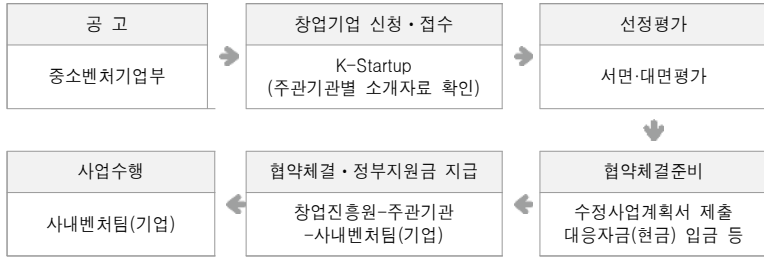 공 고
중소벤처기업부
창업기업 신청・접수
K-Startup
(주관기관별 소개자료 확인)
선정평가
서면·대면평가
협약체결준비
수정사업계획서 제출
대응자금(현금) 입금 등
협약체결・정부지원금 지급
창업진흥원-주관기관
-사내벤처팀(기업)
사업수행
사내벤처팀(기업)